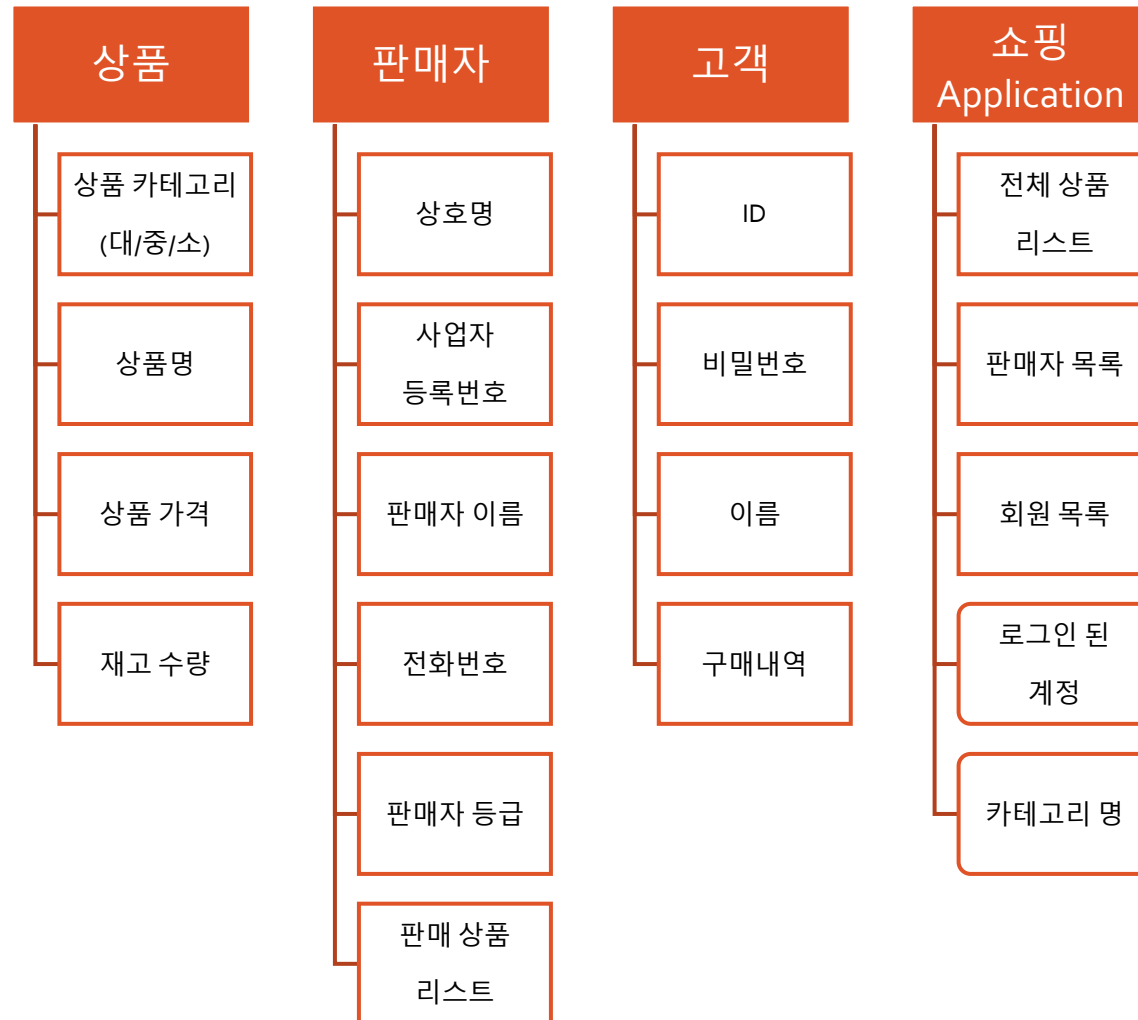 상품
상품 카테고리
(대/중/소)
상품명
상품 가격
재고 수량
판매자
상호명
사업자
등록번호
판매자 이름
전화번호
판매자 등급
판매 상품
리스트
고객
ID
비밀번호
이름
구매내역
쇼핑
Application
전체 상품
리스트
판매자 목록
회원 목록
로그인 된
계정
카테고리 명